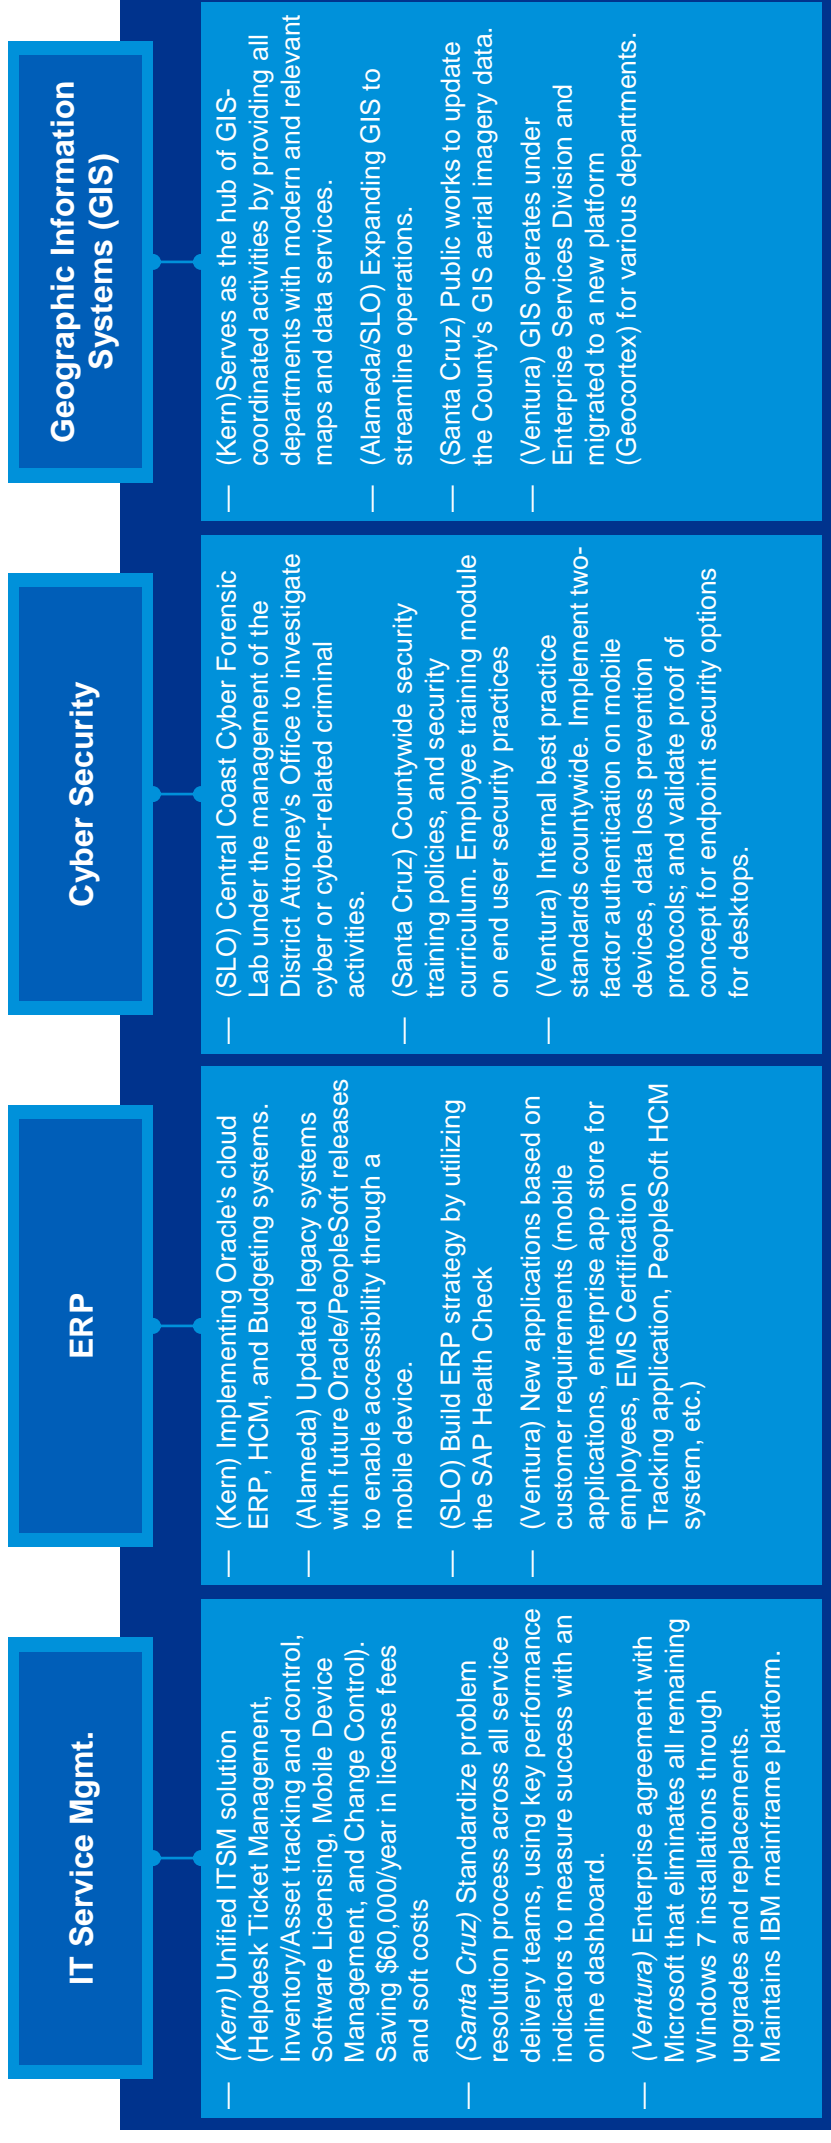 IT Service Mgmt.
— (Kern) Unified ITSM solution
(Helpdesk Ticket Management,
Inventory/Asset tracking and control,
Software Licensing, Mobile Device
Management, and Change Control).
Saving $60,000/year in license fees
and soft costs
— (Santa Cruz) Standardize problem
resolution process across all service
delivery teams, using key performance
indicators to measure success with an
online dashboard.
— (Ventura) Enterprise agreement with
Microsoft that eliminates all remaining
Windows 7 installations through
upgrades and replacements.
Maintains IBM mainframe platform.
ERP
— (Kern) Implementing Oracle's cloud
ERP, HCM, and Budgeting systems.
— (Alameda) Updated legacy systems
with future Oracle/PeopleSoft releases
to enable accessibility through a
mobile device.
— (SLO) Build ERP strategy by utilizing
the SAP Health Check
— (Ventura) New applications based on
customer requirements (mobile
applications, enterprise app store for
employees, EMS Certification
Tracking application, PeopleSoft HCM
system, etc.)
Cyber Security
— (SLO) Central Coast Cyber Forensic
Lab under the management of the
District Attorney's Office to investigate
cyber or cyber-related criminal
activities.
— (Santa Cruz) Countywide security
training policies, and security
curriculum. Employee training module
on end user security practices
— (Ventura) Internal best practice
standards countywide. Implement two-
factor authentication on mobile
devices, data loss prevention
protocols; and validate proof of
concept for endpoint security options
for desktops.
Geographic Information
Systems (GIS)
— (Kern)Serves as the hub of GIS-
coordinated activities by providing all
departments with modern and relevant
maps and data services.
— (Alameda/SLO) Expanding GIS to
streamline operations.
— (Santa Cruz) Public works to update
the County's GIS aerial imagery data.
— (Ventura) GIS operates under
Enterprise Services Division and
migrated to a new platform
(Geocortex) for various departments.